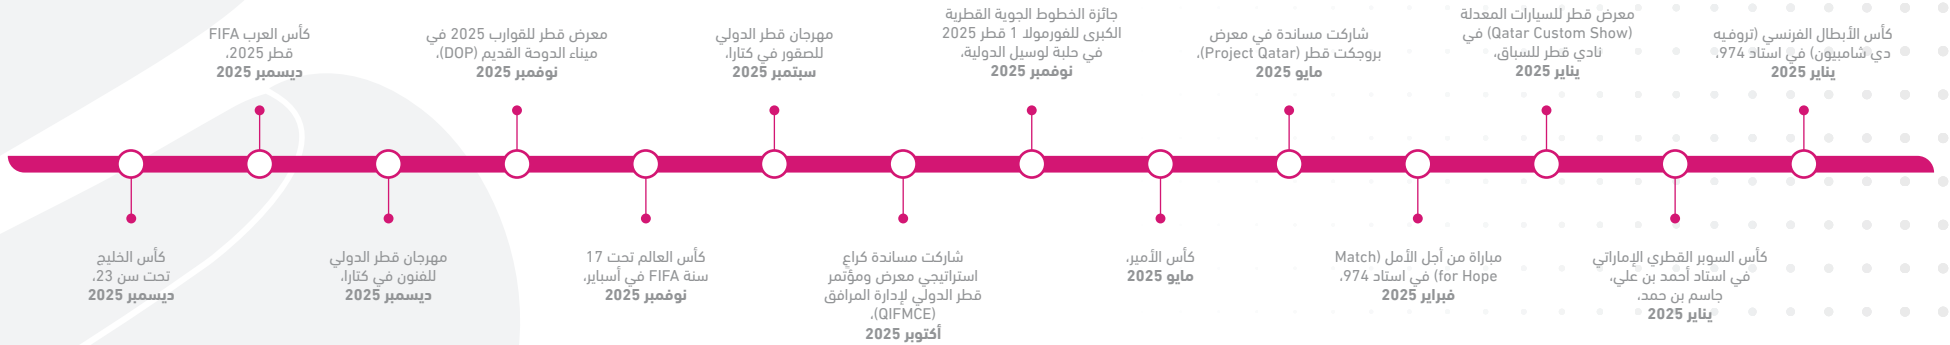 كأس الأبطال الفرنسي (تروفيه
دي شامبيون) في استاد 974،
يناير 2025
كأس السوبر القطري الإماراتي
في استاد أحمد بن علي،
جاسم بن حمد،
يناير 2025
معرض قطر للسيارات المعدلة
(Qatar Custom Show) في
نادي قطر للسباق،
يناير 2025
مباراة من أجل الأمل (Match
for Hope) في استاد 974،
فبراير 2025
شاركت مساندة في معرض
بروجكت قطر (Project Qatar)،
مايو 2025
كأس الأمير،
مايو 2025
جائزة الخطوط الجوية القطرية
الكبرى للفورمولا 1 قطر 2025
في حلبة لوسيل الدولية،
نوفمبر 2025
شاركت مساندة كراع
استراتيجي معرض ومؤتمر
قطر الدولي لإدارة المرافق
(QIFMCE)،
أكتوبر 2025
مهرجان قطر الدولي
للصقور في كتارا،
سبتمبر 2025
كأس العالم تحت 17
سنة FIFA في أسباير،
نوفمبر 2025
معرض قطر للقوارب 2025 في
ميناء الدوحة القديم (DOP)،
نوفمبر 2025
مهرجان قطر الدولي
للفنون في كتارا،
ديسمبر 2025
كأس العرب FIFA
قطر 2025،
ديسمبر 2025
كأس الخليج
تحت سن 23،
ديسمبر 2025